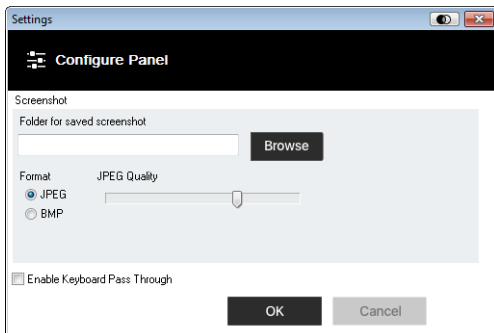 Settings
Configure Panel
Screenshot
Folder for saved screenshot
Browse
Format
JPEG Quality
JPEG
BMP
Enable Keyboard Pass Through
OK
Cancel